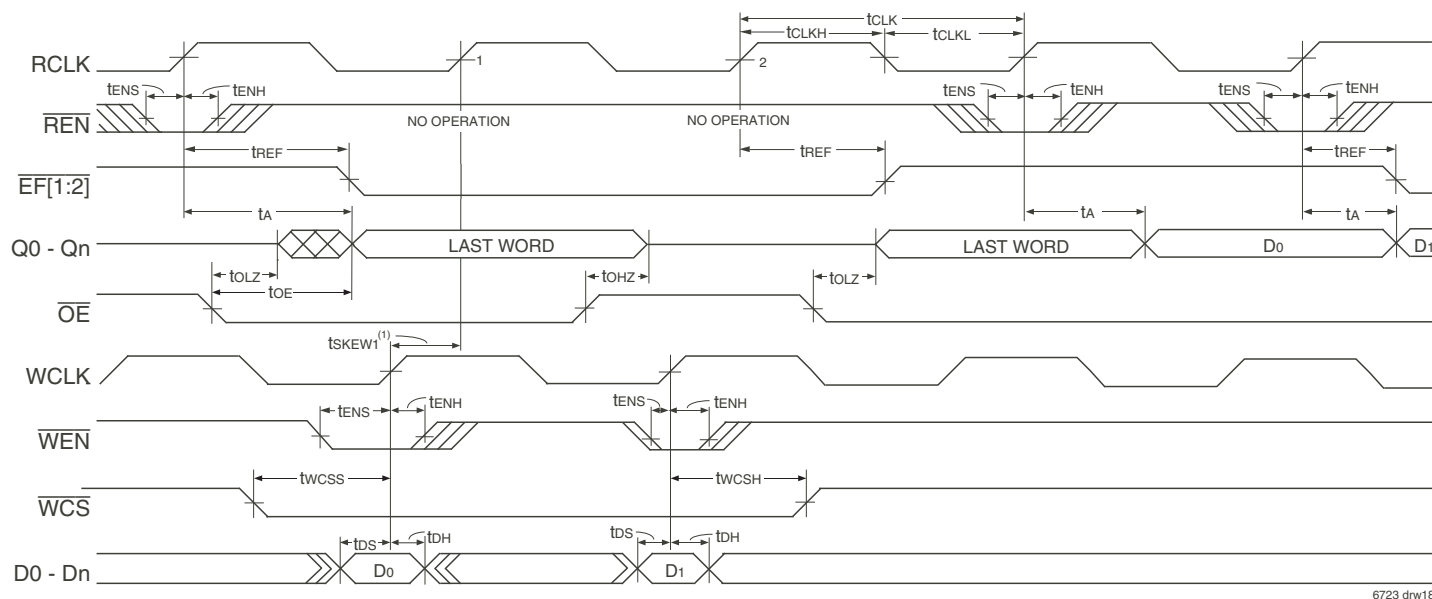 tCLK
tCLKH tCLKL
RCLK 1 2
tENS tENH tENS tENH tENS tENH
REN NO OPERATION NO OPERATION
tREF tREF tREF
EF[1:2]
tA tA tA
Q0 - Qn LAST WORD LAST WORD D0 D1
tOLZ tOHZ tOLZ
tOE
OE
tSKEW1(1)
WCLK
tENS tENH tENS tENH
WEN
tWCSS tWCSH
WCS
tDS tDH tDS tDH
D0 - Dn D0 D1
6723 drw18